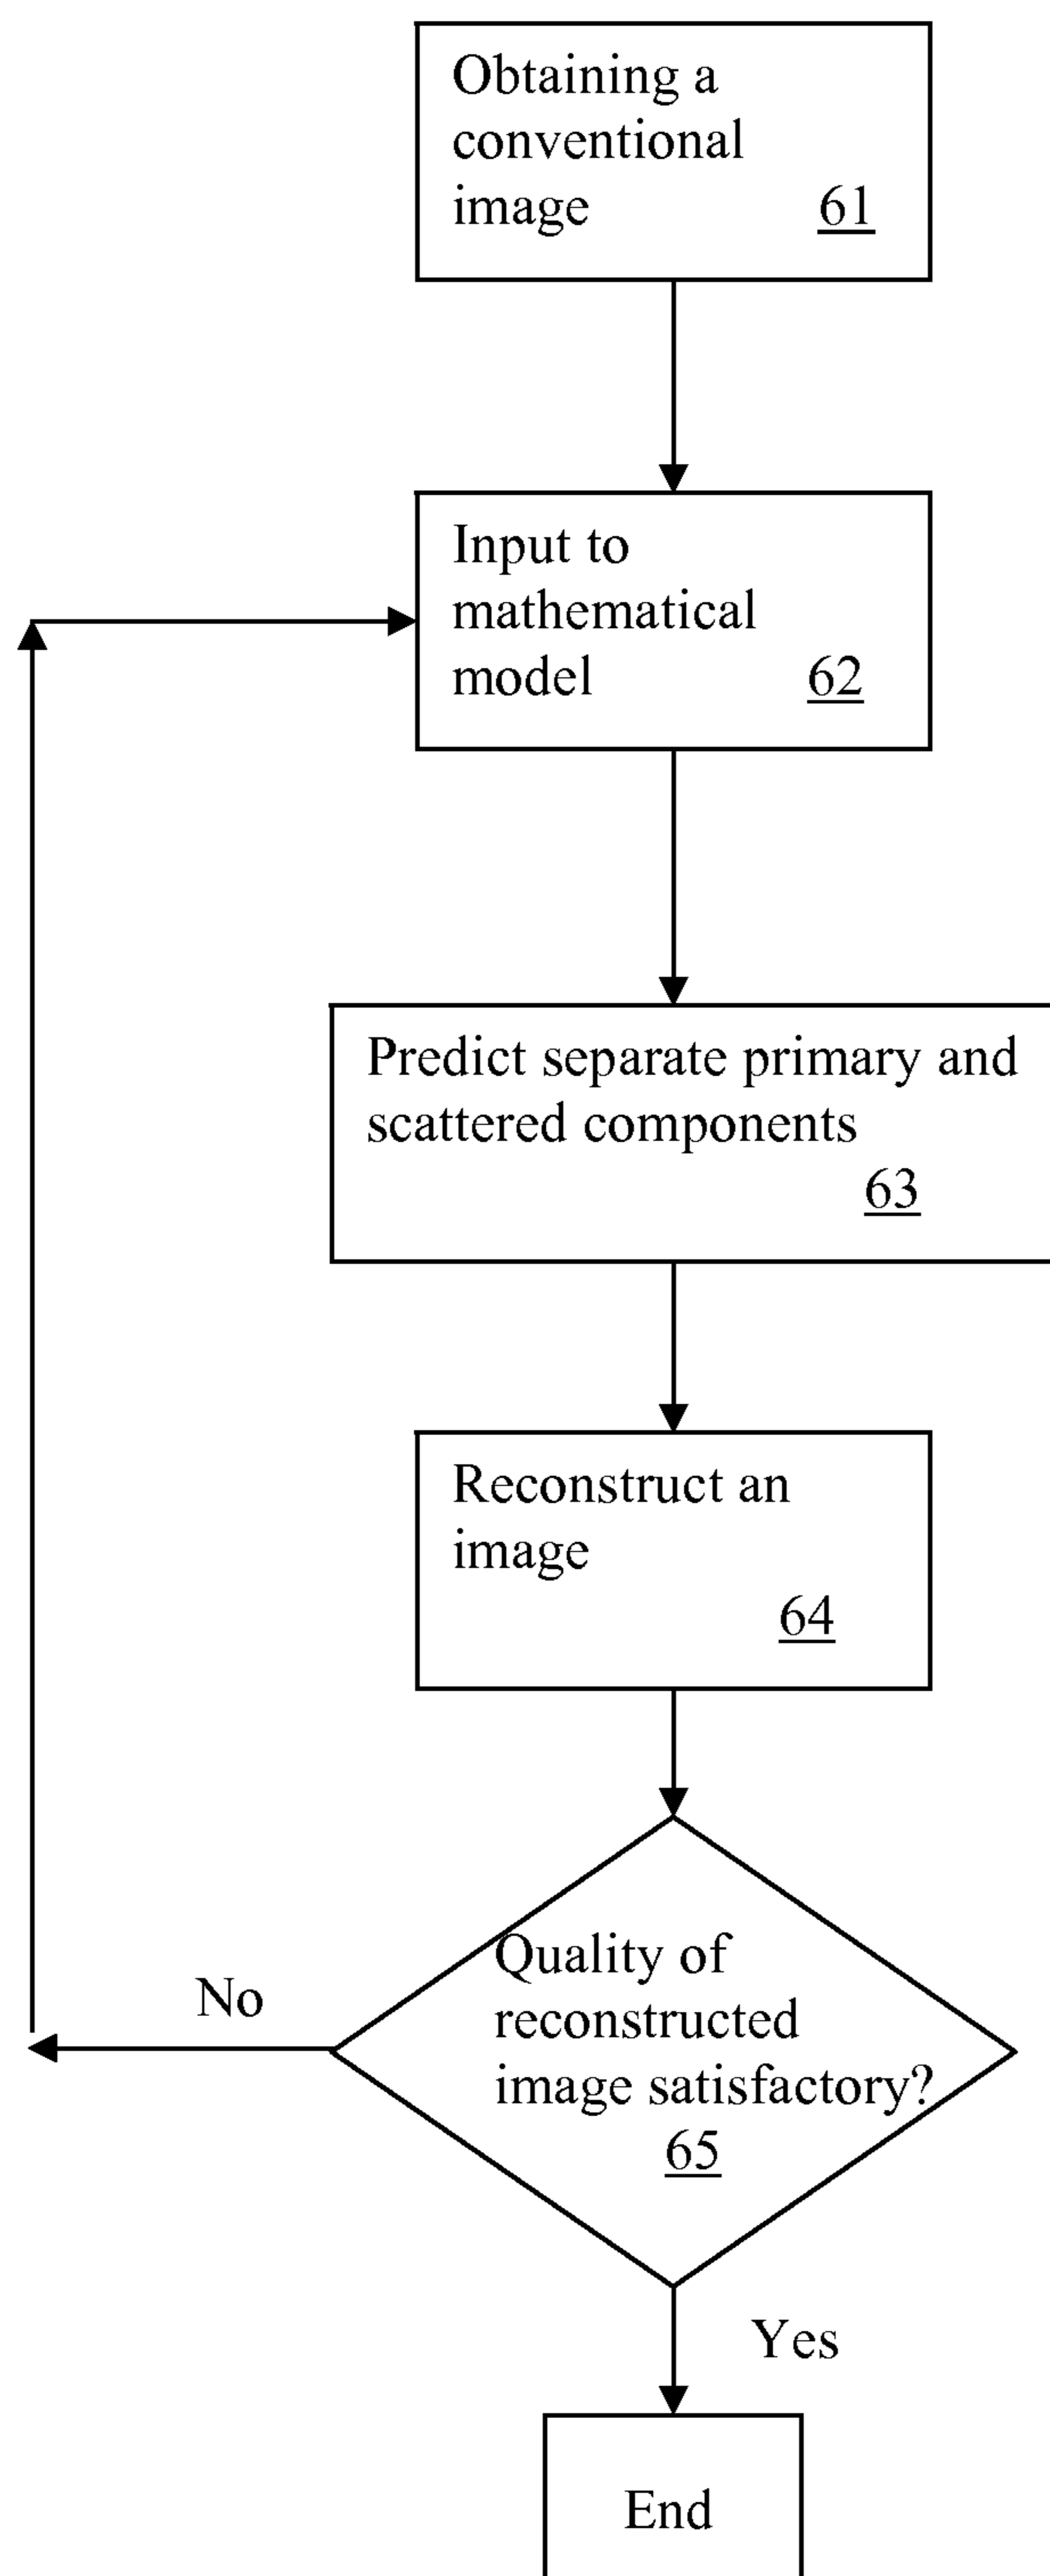 Obtaining a
conventional
image 61
Input to
mathematical
model 62
Predict separate primary and
scattered components
63
Reconstruct an
image
64
Quality of
reconstructed
image satisfactory?
65
No
Yes
End